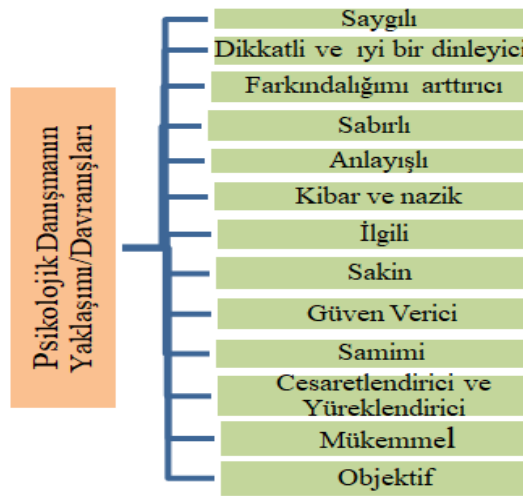 Psikolojik Danışmanın
Yaklaşımı/Davranışları
Saygılı
Dikkatli ve ıyi bir dinleyici
Farkındalığımı arttırıcı
Sabırlı
Anlayışlı
Kibar ve nazik
İlgili
Sakin
Güven Verici
Samimi
Cesaretlendirici ve
Yüreklendirici
Mükemmel
Objektif